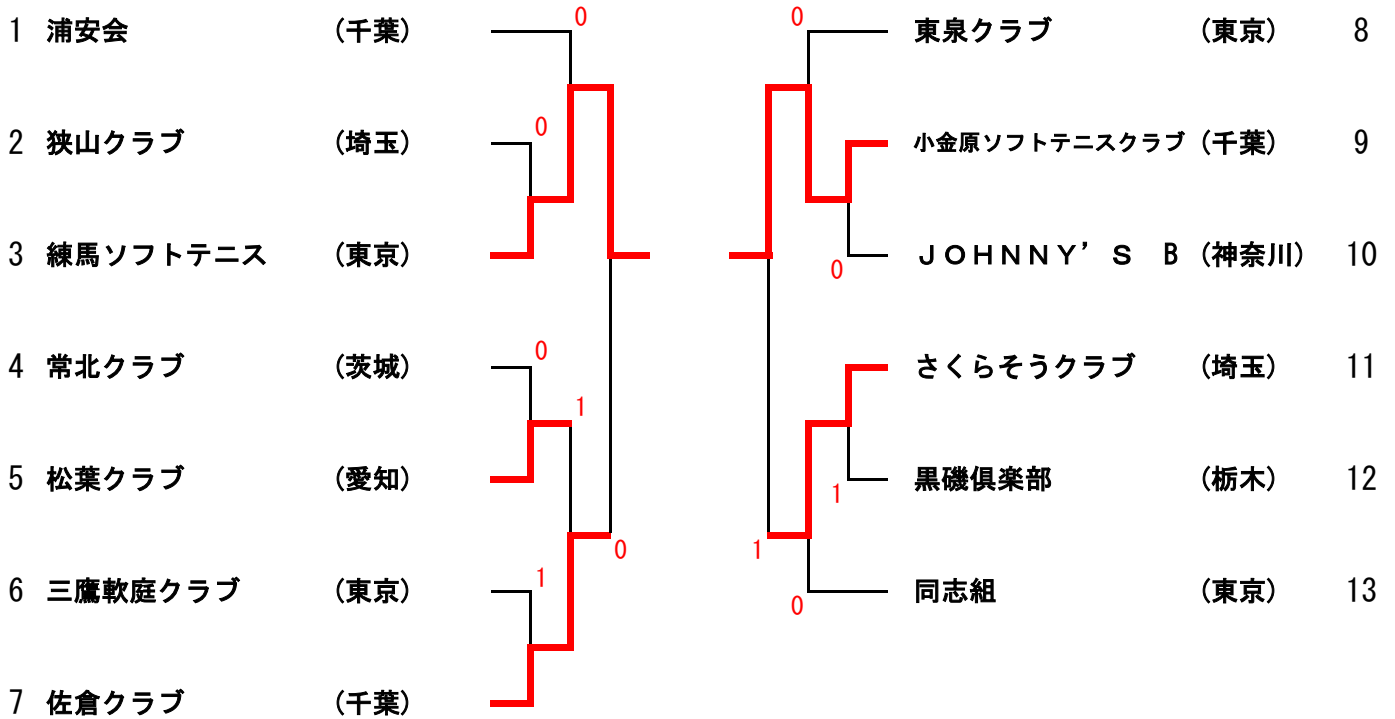 0
0
1 浦安会 (千葉)
東泉クラブ (東京) 8
0
2 狭山クラブ (埼玉)
小金原ソフトテニスクラブ (千葉) 9
3 練馬ソフトテニス (東京)
JOHNNY'S B (神奈川) 10
0
0
4 常北クラブ (茨城)
さくらそうクラブ (埼玉) 11
1
5 松葉クラブ (愛知)
黒磯倶楽部 (栃木) 12
1
0
1
1
6 三鷹軟庭クラブ (東京)
同志組 (東京) 13
0
7 佐倉クラブ (千葉)